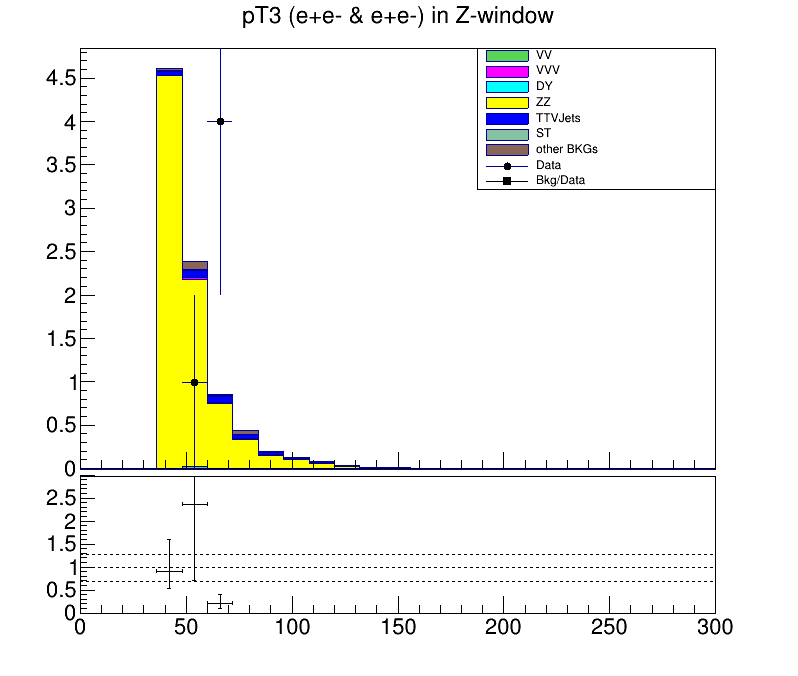 pT3 (e+e- & e+e-) in Z-window
VV
VVV
DY
ZZ
TTVJets
ST
other BKGs
Data
Bkg/Data
4.5
4
3.5
3
2.5
2
1.5
1
0.5
0
2.5
2
1.5
1
0.5
0
0 50 100 150 200 250 300